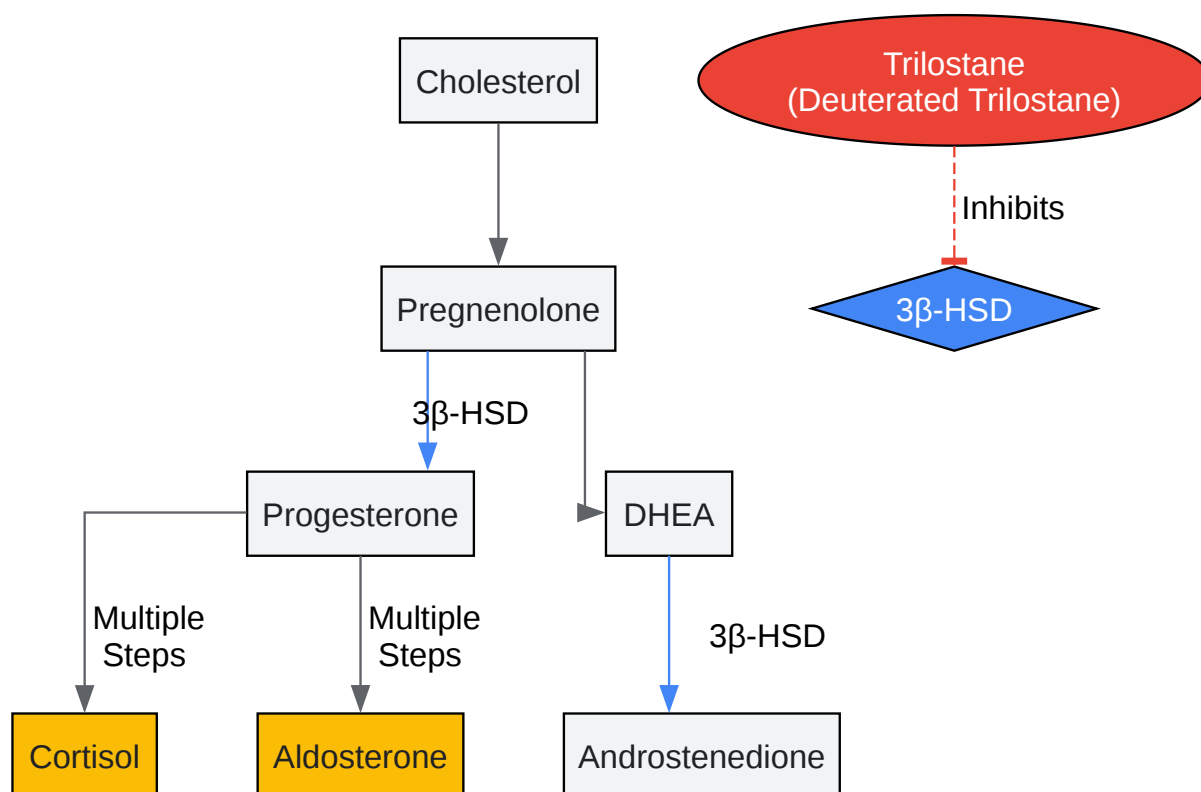 Cholesterol
Trilostane
(Deuterated Trilostane)
Inhibits
Pregnenolone
3β-HSD
3β-HSD
Progesterone
DHEA
Multiple
Steps
Multiple
Steps
3β-HSD
Cortisol
Aldosterone
Androstenedione